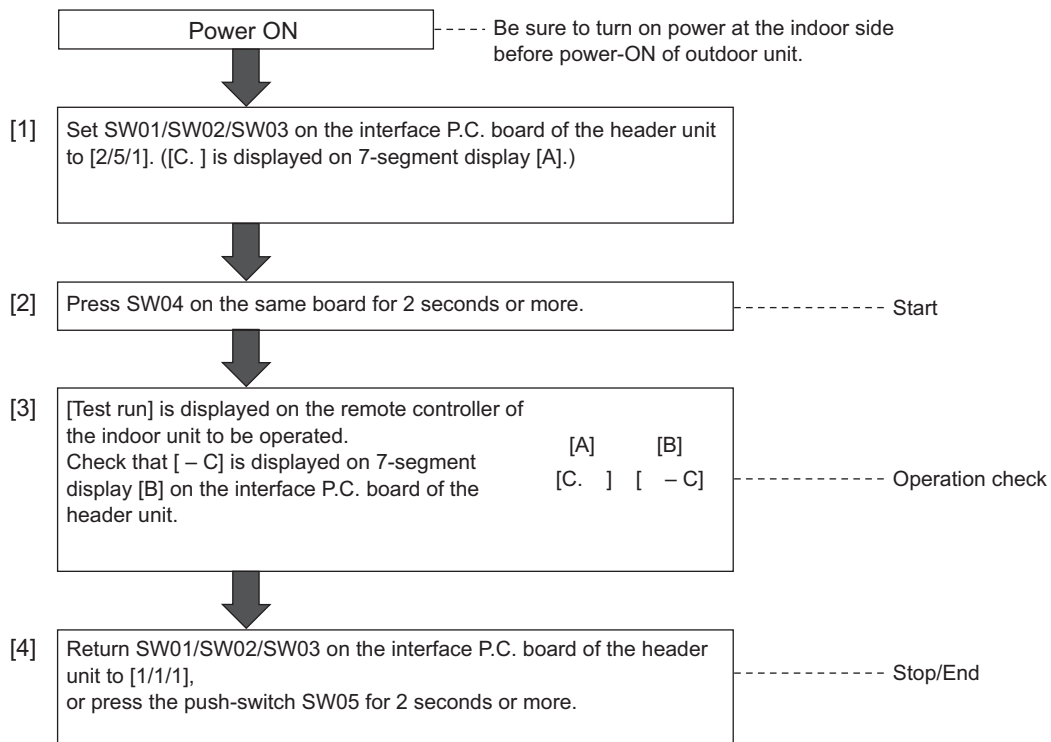 Power ON
Be sure to turn on power at the indoor side
before power-ON of outdoor unit.
[1]
Set SW01/SW02/SW03 on the interface P.C. board of the header unit
to [2/5/1]. ([C. ] is displayed on 7-segment display [A].)
[2]
Press SW04 on the same board for 2 seconds or more.
Start
[3]
[Test run] is displayed on the remote controller of
the indoor unit to be operated.
Check that [ – C] is displayed on 7-segment
display [B] on the interface P.C. board of the
header unit.
[A] [B]
[C. ] [ – C]
Operation check
[4]
Return SW01/SW02/SW03 on the interface P.C. board of the header
unit to [1/1/1],
or press the push-switch SW05 for 2 seconds or more.
Stop/End